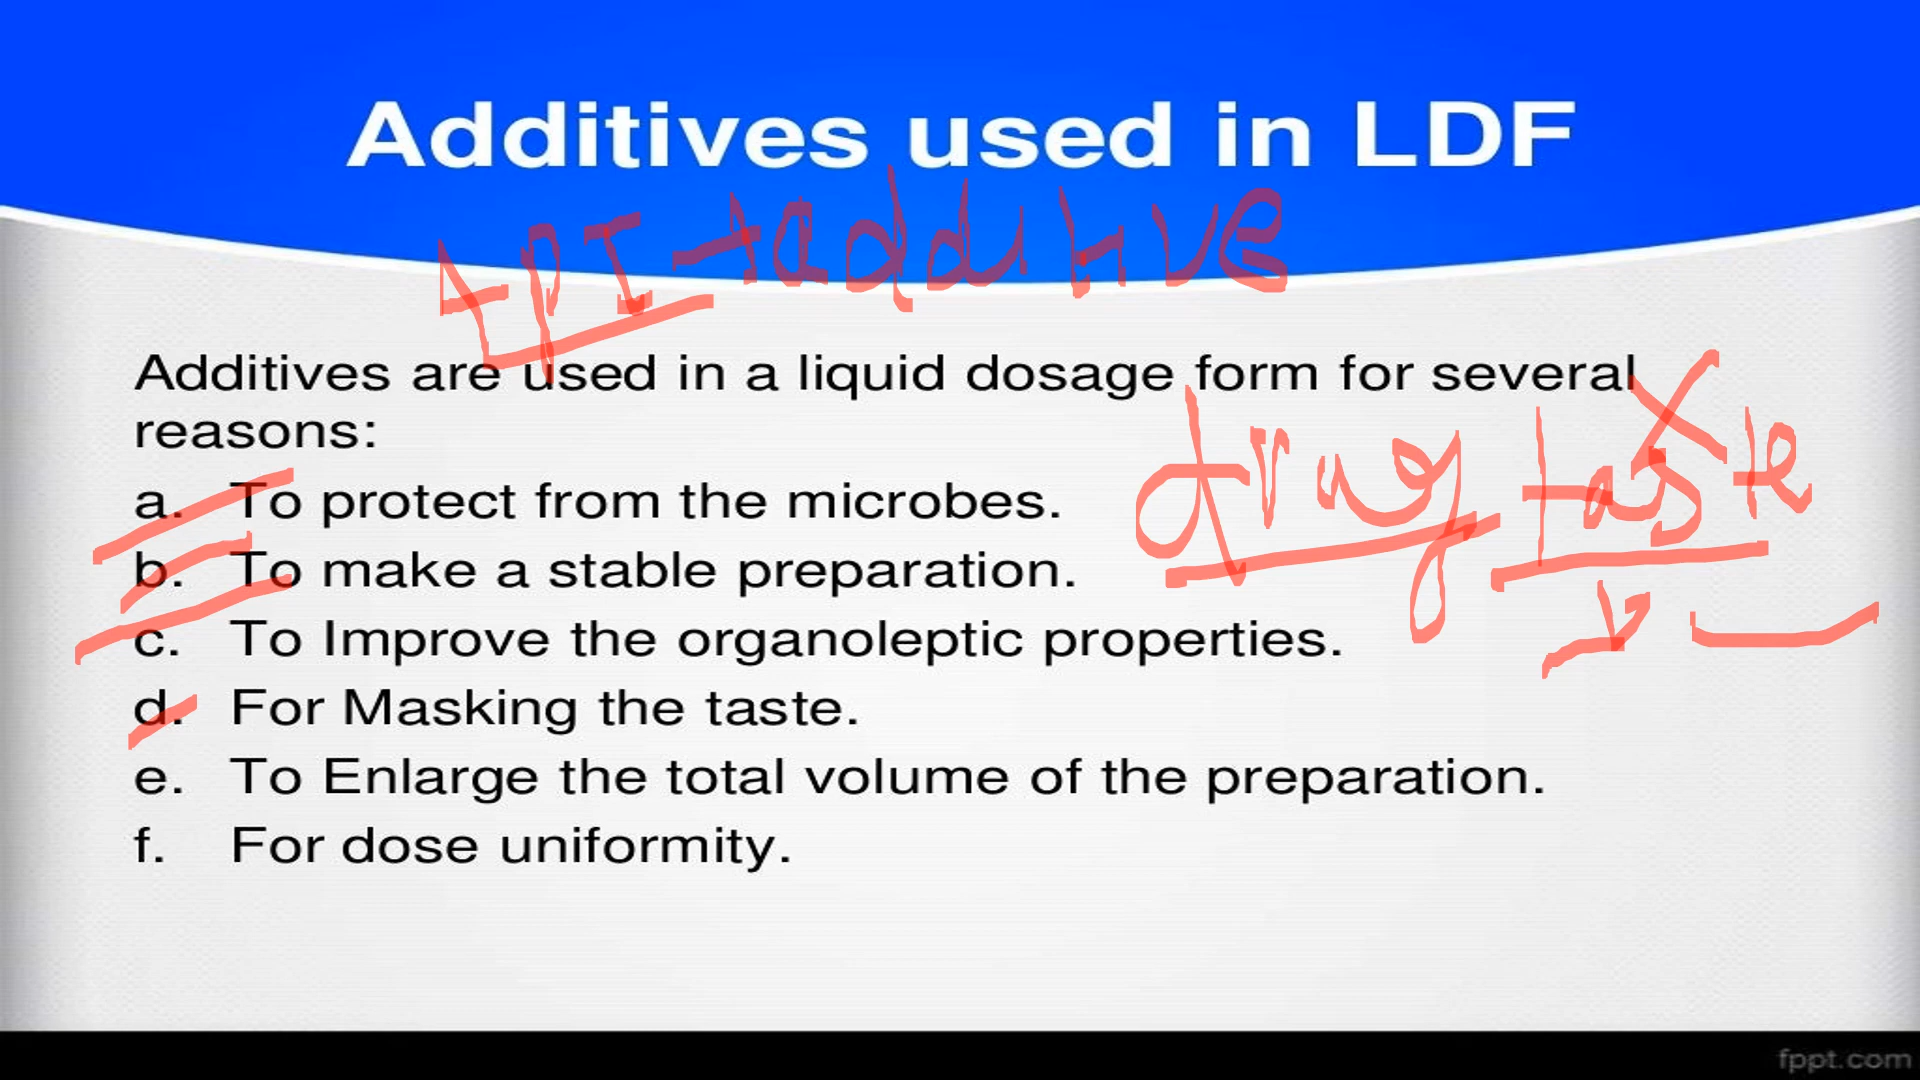 Additives used in LDF
API + additive
Additives are used in a liquid dosage form for several
reasons:
a. To protect from the microbes.
drug taste
b. To make a stable preparation.
c. To Improve the organoleptic properties.
d. For Masking the taste.
e. To Enlarge the total volume of the preparation.
f. For dose uniformity.
fppt.com